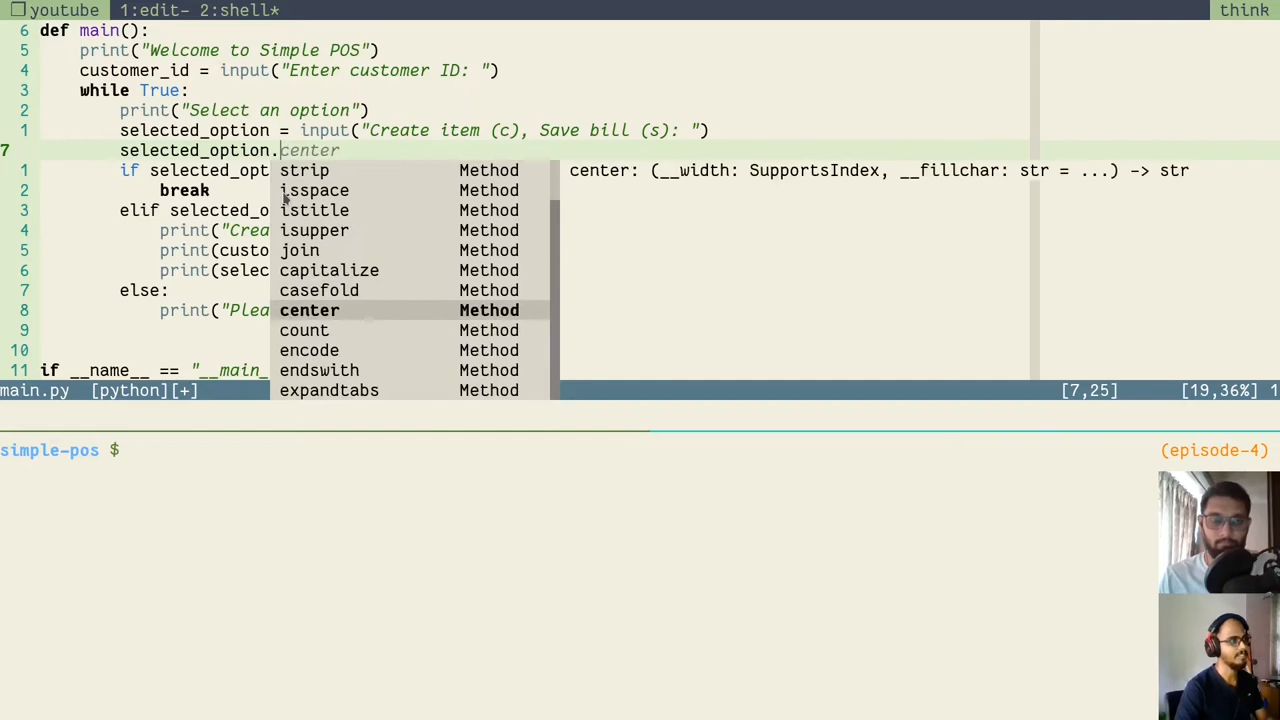 ❐ youtube 1:edit- 2:shell* think
6 def main():
5 print("Welcome to Simple POS")
4 customer_id = input("Enter customer ID: ")
3 while True:
2 print("Select an option")
1 selected_option = input("Create item (c), Save bill (s): ")
7 selected_option.center
1 if selected_opt strip Method center: (__width: SupportsIndex, __fillchar: str = ...) -> str
2 break isspace Method
3 elif selected_o istitle Method
4 print("Crea isupper Method
5 print(custo join Method
6 print(selec capitalize Method
7 else: casefold Method
8 print("Plea center Method
9 count Method
10 encode Method
11 if __name__ == "__main_ endswith Method
main.py [python][+] expandtabs Method [7,25] [19,36%] 1
simple-pos $ (episode-4)